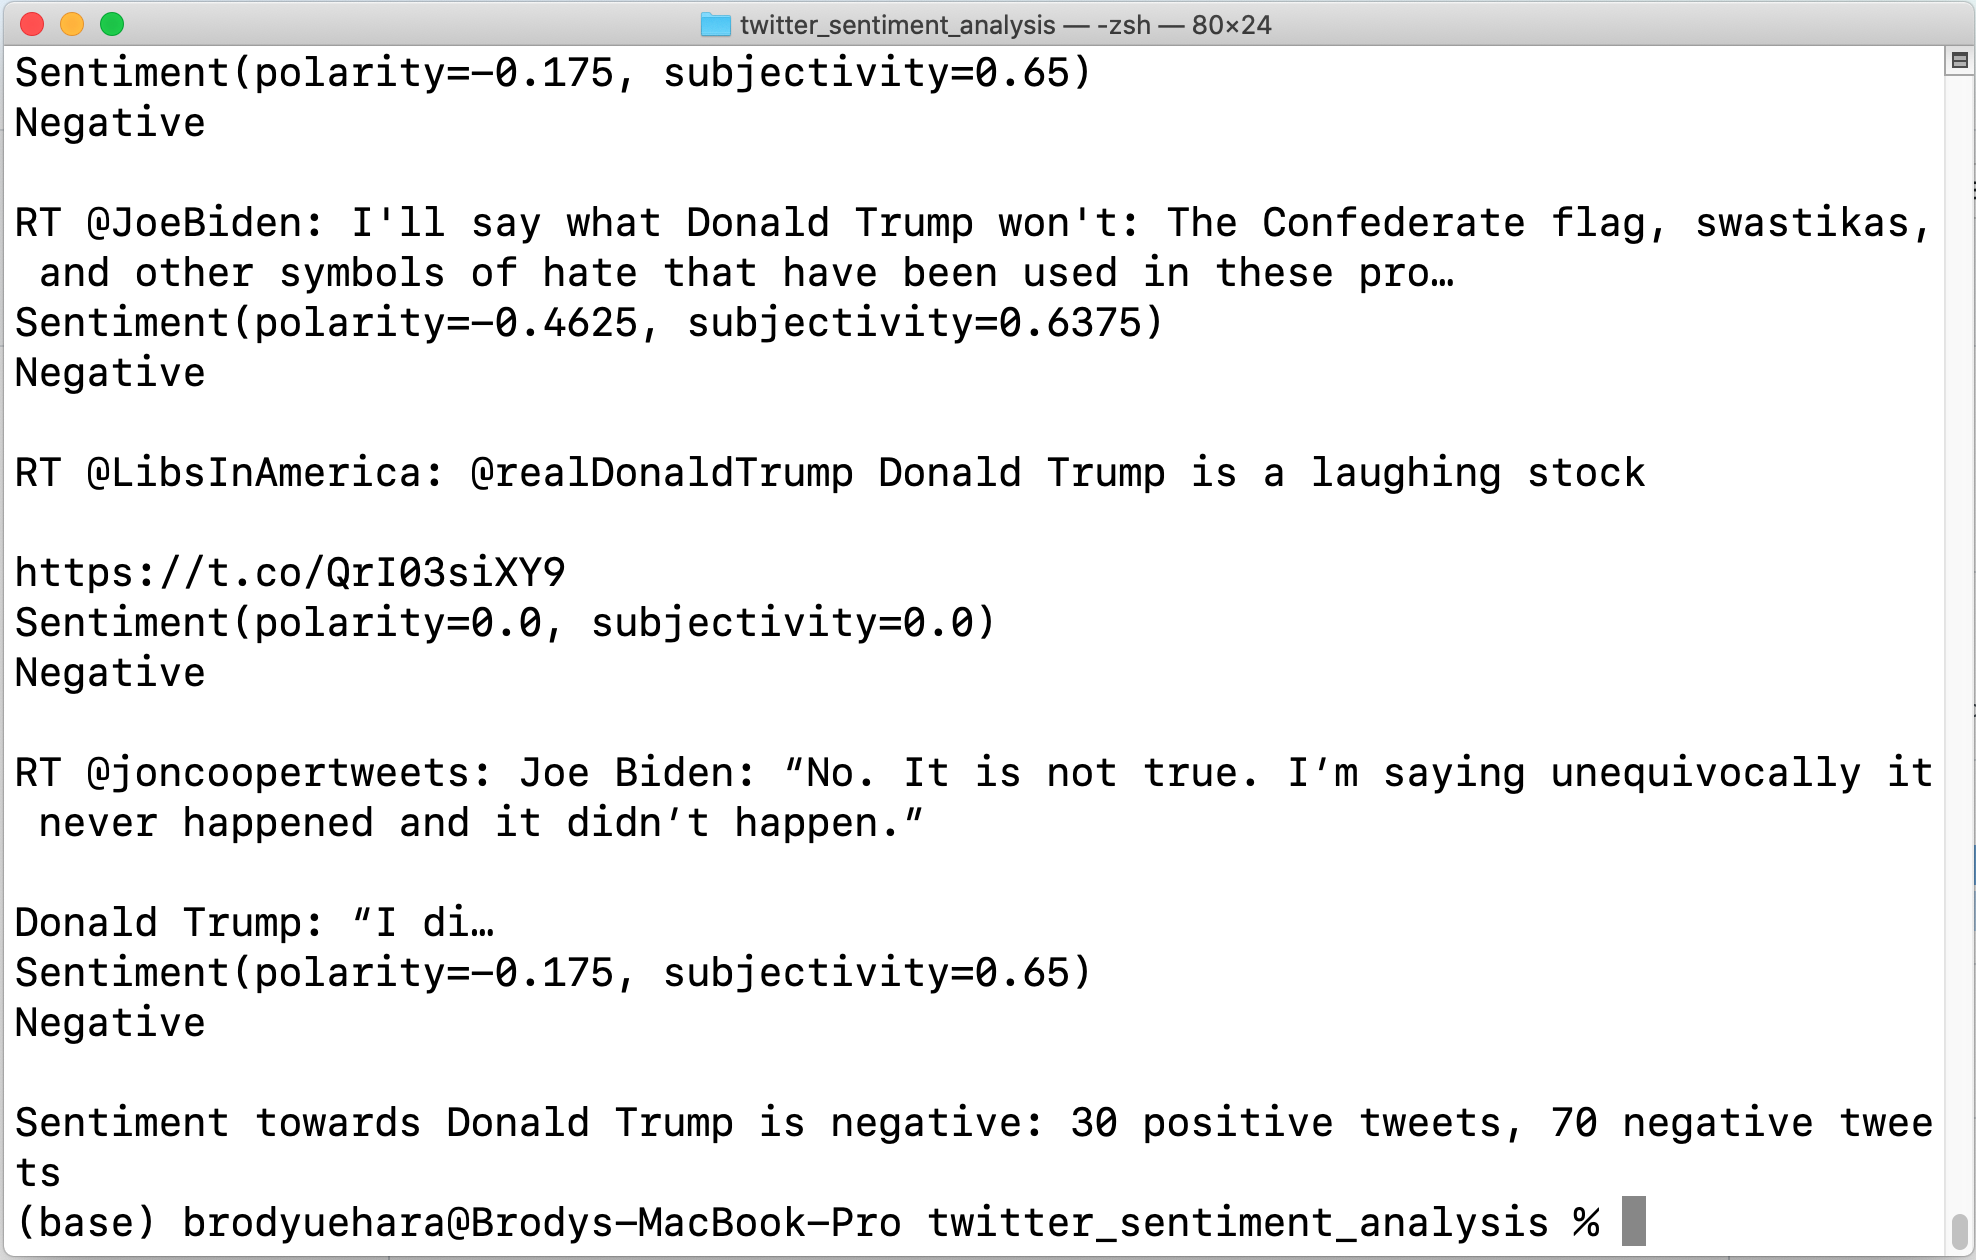 twitter_sentiment_analysis — -zsh — 80×24
Sentiment(polarity=-0.175, subjectivity=0.65)
Negative
RT @JoeBiden: I'll say what Donald Trump won't: The Confederate flag, swastikas,
and other symbols of hate that have been used in these pro…
Sentiment(polarity=-0.4625, subjectivity=0.6375)
Negative
RT @LibsInAmerica: @realDonaldTrump Donald Trump is a laughing stock
https://t.co/QrI03siXY9
Sentiment(polarity=0.0, subjectivity=0.0)
Negative
RT @joncoopertweets: Joe Biden: “No. It is not true. I’m saying unequivocally it
never happened and it didn’t happen.”
Donald Trump: “I di…
Sentiment(polarity=-0.175, subjectivity=0.65)
Negative
Sentiment towards Donald Trump is negative: 30 positive tweets, 70 negative twee
ts
(base) brodyuehara@Brodys-MacBook-Pro twitter_sentiment_analysis %